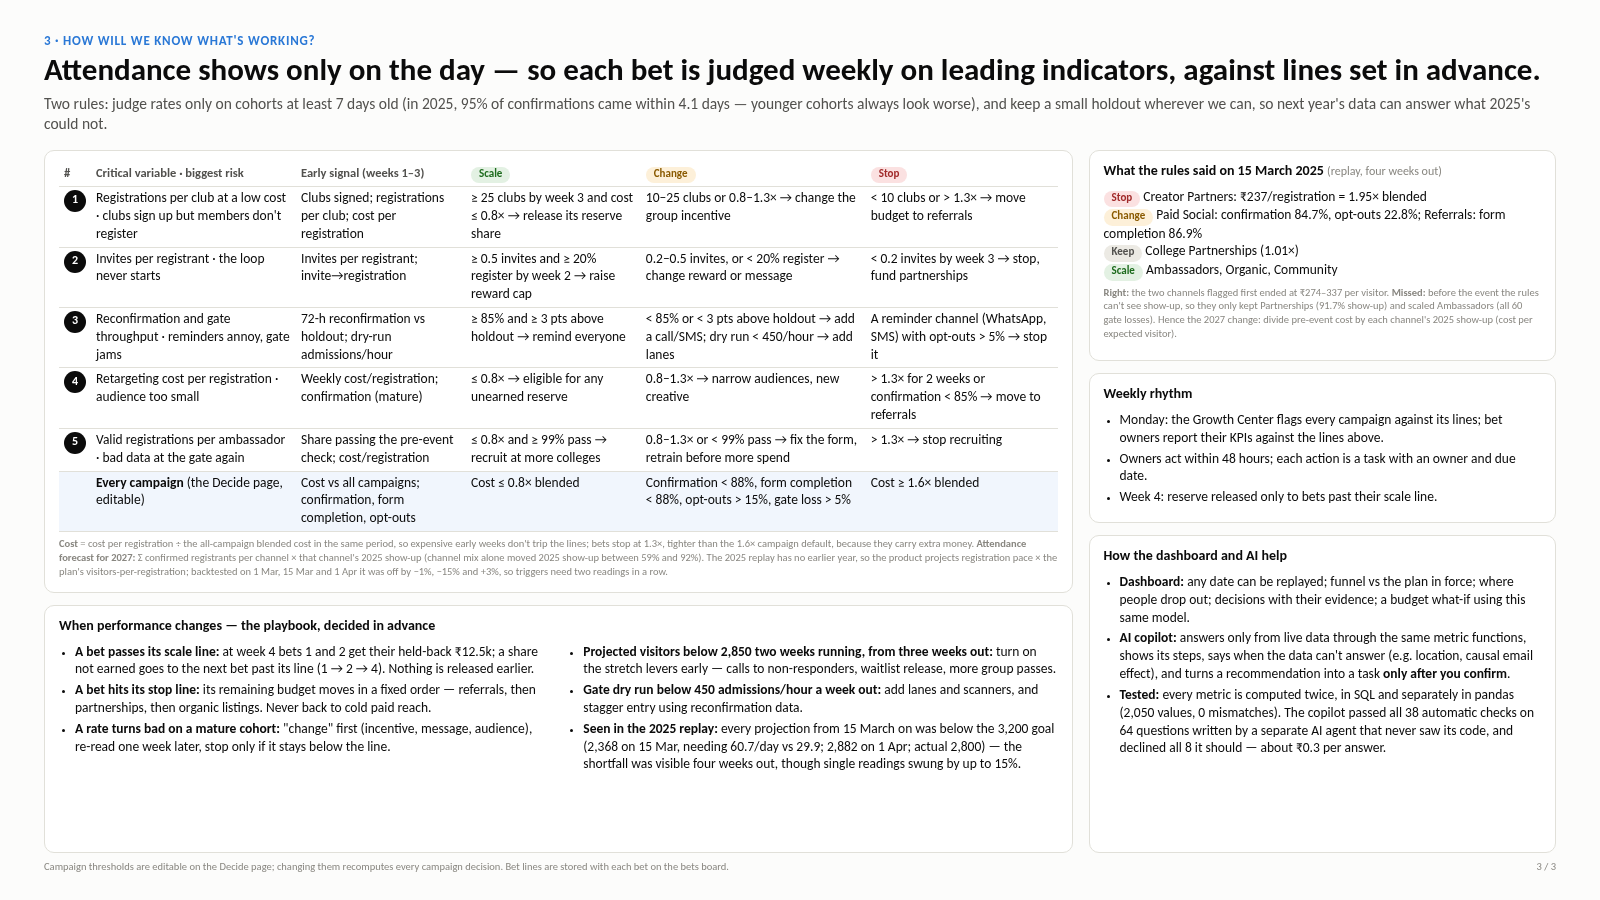 3 · HOW WILL WE KNOW WHAT'S WORKING?
Attendance shows only on the day — so each bet is judged weekly on leading indicators, against lines set in advance.
Two rules: judge rates only on cohorts at least 7 days old (in 2025, 95% of confirmations came within 4.1 days — younger cohorts always look worse), and keep a small holdout wherever we can, so next year's data can answer what 2025's
could not.
# Critical variable · biggest risk Early signal (weeks 1–3) Scale Change Stop
1 Registrations per club at a low cost Clubs signed; registrations ≥ 25 clubs by week 3 and cost 10–25 clubs or 0.8–1.3× → change the < 10 clubs or > 1.3× → move
· clubs sign up but members don't per club; cost per ≤ 0.8× → release its reserve group incentive budget to referrals
register registration share
2 Invites per registrant · the loop Invites per registrant; ≥ 0.5 invites and ≥ 20% 0.2–0.5 invites, or < 20% register → < 0.2 invites by week 3 → stop,
never starts invite→registration register by week 2 → raise change reward or message fund partnerships
reward cap
3 Reconfirmation and gate 72-h reconfirmation vs ≥ 85% and ≥ 3 pts above < 85% or < 3 pts above holdout → add A reminder channel (WhatsApp,
throughput · reminders annoy, gate holdout; dry-run holdout → remind everyone a call/SMS; dry run < 450/hour → add SMS) with opt-outs > 5% → stop
jams admissions/hour lanes it
4 Retargeting cost per registration · Weekly cost/registration; ≤ 0.8× → eligible for any 0.8–1.3× → narrow audiences, new > 1.3× for 2 weeks or
audience too small confirmation (mature) unearned reserve creative confirmation < 85% → move to
referrals
5 Valid registrations per ambassador Share passing the pre-event ≤ 0.8× and ≥ 99% pass → 0.8–1.3× or < 99% pass → fix the form, > 1.3× → stop recruiting
· bad data at the gate again check; cost/registration recruit at more colleges retrain before more spend
Every campaign (the Decide page, Cost vs all campaigns; Cost ≤ 0.8× blended Confirmation < 88%, form completion Cost ≥ 1.6× blended
editable) confirmation, form < 88%, opt-outs > 15%, gate loss > 5%
completion, opt-outs
Cost = cost per registration ÷ the all-campaign blended cost in the same period, so expensive early weeks don't trip the lines; bets stop at 1.3×, tighter than the 1.6× campaign default, because they carry extra money. Attendance
forecast for 2027: Σ confirmed registrants per channel × that channel's 2025 show-up (channel mix alone moved 2025 show-up between 59% and 92%). The 2025 replay has no earlier year, so the product projects registration pace × the
plan's visitors-per-registration; backtested on 1 Mar, 15 Mar and 1 Apr it was off by −1%, −15% and +3%, so triggers need two readings in a row.
When performance changes — the playbook, decided in advance
• A bet passes its scale line: at week 4 bets 1 and 2 get their held-back ₹12.5k; a share
not earned goes to the next bet past its line (1 → 2 → 4). Nothing is released earlier.
• A bet hits its stop line: its remaining budget moves in a fixed order — referrals, then
partnerships, then organic listings. Never back to cold paid reach.
• A rate turns bad on a mature cohort: "change" first (incentive, message, audience),
re-read one week later, stop only if it stays below the line.
• Projected visitors below 2,850 two weeks running, from three weeks out: turn on
the stretch levers early — calls to non-responders, waitlist release, more group passes.
• Gate dry run below 450 admissions/hour a week out: add lanes and scanners, and
stagger entry using reconfirmation data.
• Seen in the 2025 replay: every projection from 15 March on was below the 3,200 goal
(2,368 on 15 Mar, needing 60.7/day vs 29.9; 2,882 on 1 Apr; actual 2,800) — the
shortfall was visible four weeks out, though single readings swung by up to 15%.
What the rules said on 15 March 2025 (replay, four weeks out)
Stop Creator Partners: ₹237/registration = 1.95× blended
Change Paid Social: confirmation 84.7%, opt-outs 22.8%; Referrals: form
completion 86.9%
Keep College Partnerships (1.01×)
Scale Ambassadors, Organic, Community
Right: the two channels flagged first ended at ₹274–337 per visitor. Missed: before the event the rules
can't see show-up, so they only kept Partnerships (91.7% show-up) and scaled Ambassadors (all 60
gate losses). Hence the 2027 change: divide pre-event cost by each channel's 2025 show-up (cost per
expected visitor).
Weekly rhythm
• Monday: the Growth Center flags every campaign against its lines; bet
owners report their KPIs against the lines above.
• Owners act within 48 hours; each action is a task with an owner and due
date.
• Week 4: reserve released only to bets past their scale line.
How the dashboard and AI help
• Dashboard: any date can be replayed; funnel vs the plan in force; where
people drop out; decisions with their evidence; a budget what-if using this
same model.
• AI copilot: answers only from live data through the same metric functions,
shows its steps, says when the data can't answer (e.g. location, causal email
effect), and turns a recommendation into a task only after you confirm.
• Tested: every metric is computed twice, in SQL and separately in pandas
(2,050 values, 0 mismatches). The copilot passed all 38 automatic checks on
64 questions written by a separate AI agent that never saw its code, and
declined all 8 it should — about ₹0.3 per answer.
Campaign thresholds are editable on the Decide page; changing them recomputes every campaign decision. Bet lines are stored with each bet on the bets board.
3 / 3